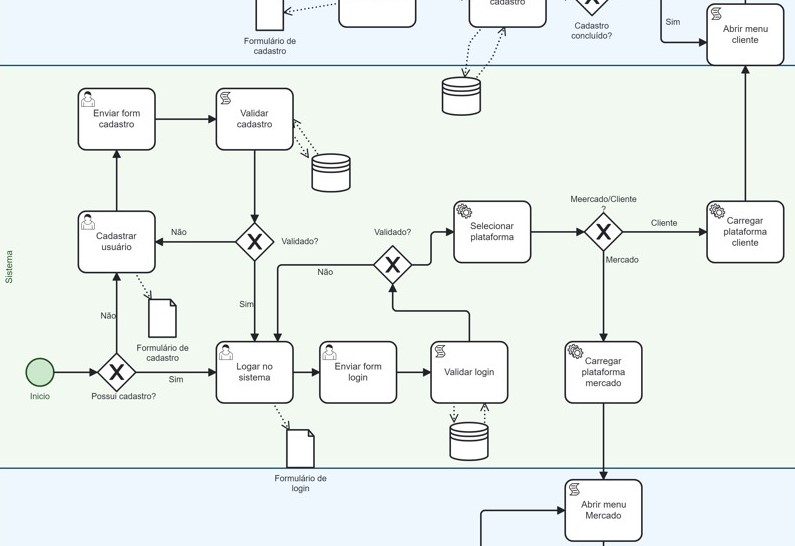 cadastro
Formulário de
cadastro
Cadastro
concluído?
Sim
Abrir menu
cliente
Enviar form
cadastro
Validar
cadastro
Cadastrar
usuário
Não
Validado?
Validado?
Selecionar
plataforma
Meercado/Cliente
?
Cliente
Carregar
plataforma
cliente
Sistema
Não
Mercado
Formulário de
cadastro
Não
Sim
Inicio
Possui cadastro?
Sim
Logar no
sistema
Enviar form
login
Validar login
Carregar
plataforma
mercado
Formulário de
login
Abrir menu
Mercado